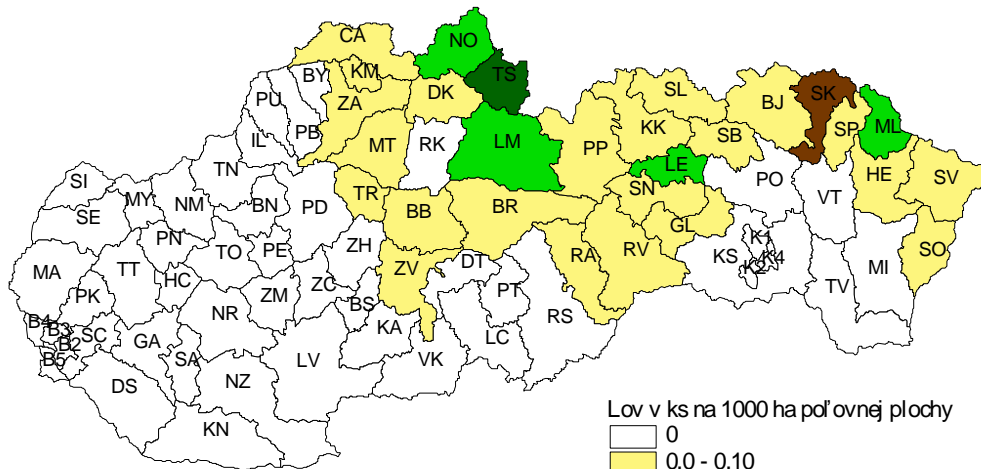 CA NO
KM TS
BY DK SL
PU ZA BJ SK
IL PB MT RK LM PP KK SB SP ML
TN LE PO HE SV
SI MY NM BN PD TR BB BR SN VT
SE GL SO
PN TO PE ZH RA RV K1
MA TT HC ZV DT KS K2 K4 MI
PK ZM ZC BS PT TV
B4 B3 SC NR KA RS
B2 GA LC
B5 SA LV VK
DS NZ
KN
Lov v ks na 1000 ha poľovnej plochy
0
0.0 - 0.10